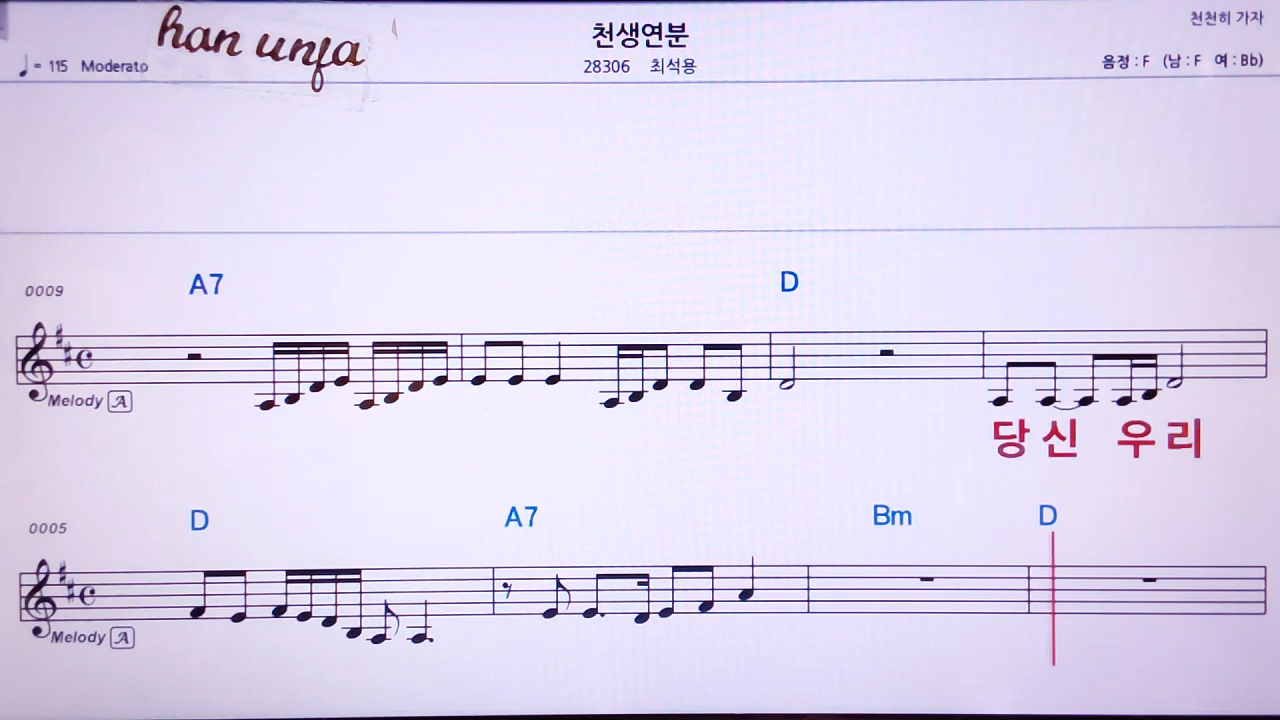 han unja
천생연분
천천히 가자
♩= 115 Moderato
28306 최석용
음정 : F (남 : F 여 : Bb)
A7 D
0009
Melody A
당 신 우 리
D A7 Bm D
0005
Melody A